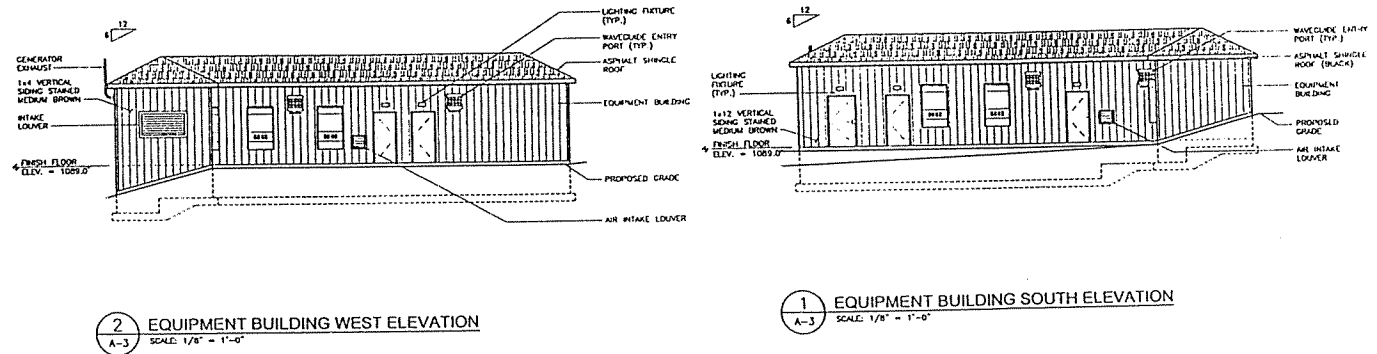 12
6
LIGHTING FIXTURE
(TYP.)
WAVEGUIDE ENTRY
PORT (TYP.)
ASPHALT SHINGLE
ROOF
EQUIPMENT BUILDING
PROPOSED GRADE
AIR INTAKE LOUVER
GENERATOR
EXHAUST
1x4 VERTICAL
SIDING STAINED
MEDIUM BROWN
INTAKE
LOUVER
FINISH FLOOR
ELEV. = 1089.0'
2
A-3
EQUIPMENT BUILDING WEST ELEVATION
SCALE: 1/8" = 1'-0"
12
6
WAVEGUIDE ENTRY
PORT (TYP.)
ASPHALT SHINGLE
ROOF (BLACK)
EQUIPMENT
BUILDING
PROPOSED
GRADE
AIR INTAKE
LOUVER
LIGHTING
FIXTURE
(TYP.)
1x12 VERTICAL
SIDING STAINED
MEDIUM BROWN
FINISH FLOOR
ELEV. = 1089.0'
1
A-3
EQUIPMENT BUILDING SOUTH ELEVATION
SCALE: 1/8" = 1'-0"